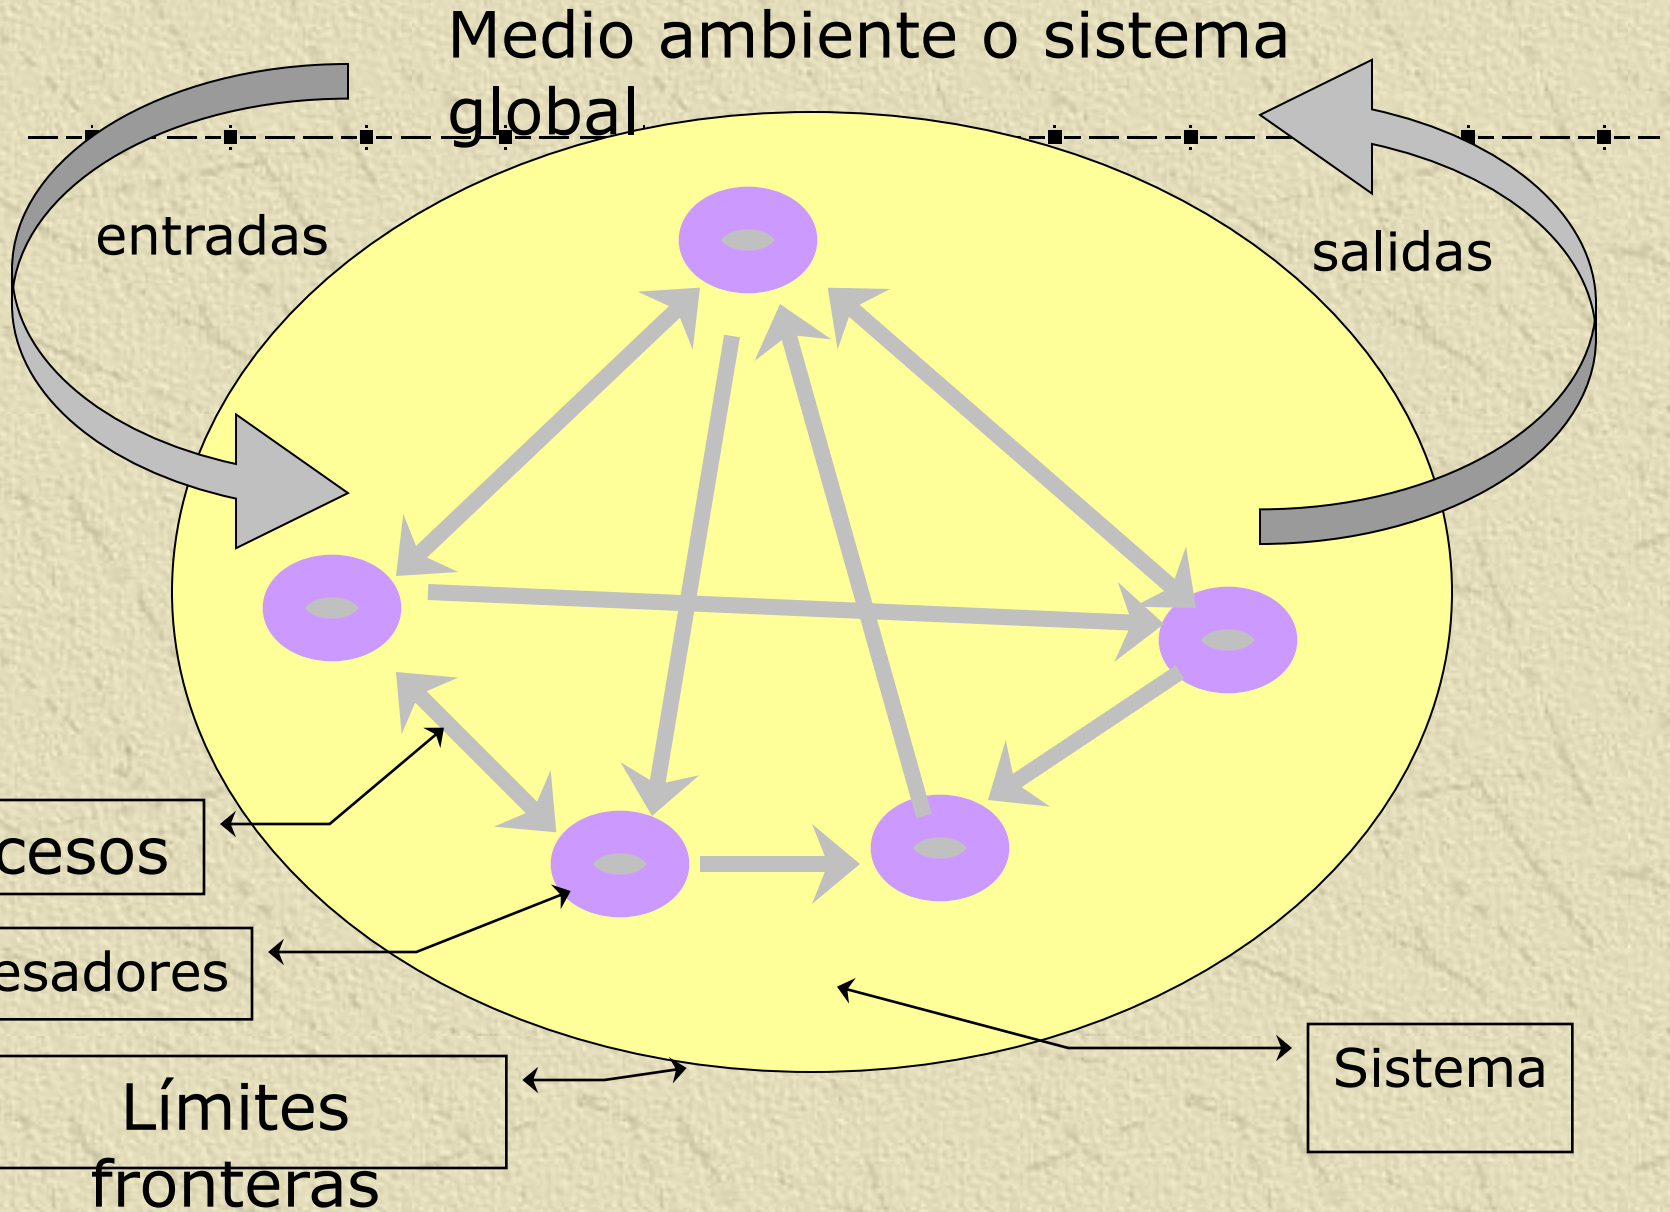 Medio ambiente o sistema
global
entradas
salidas
cesos
esadores
Límites
fronteras
Sistema